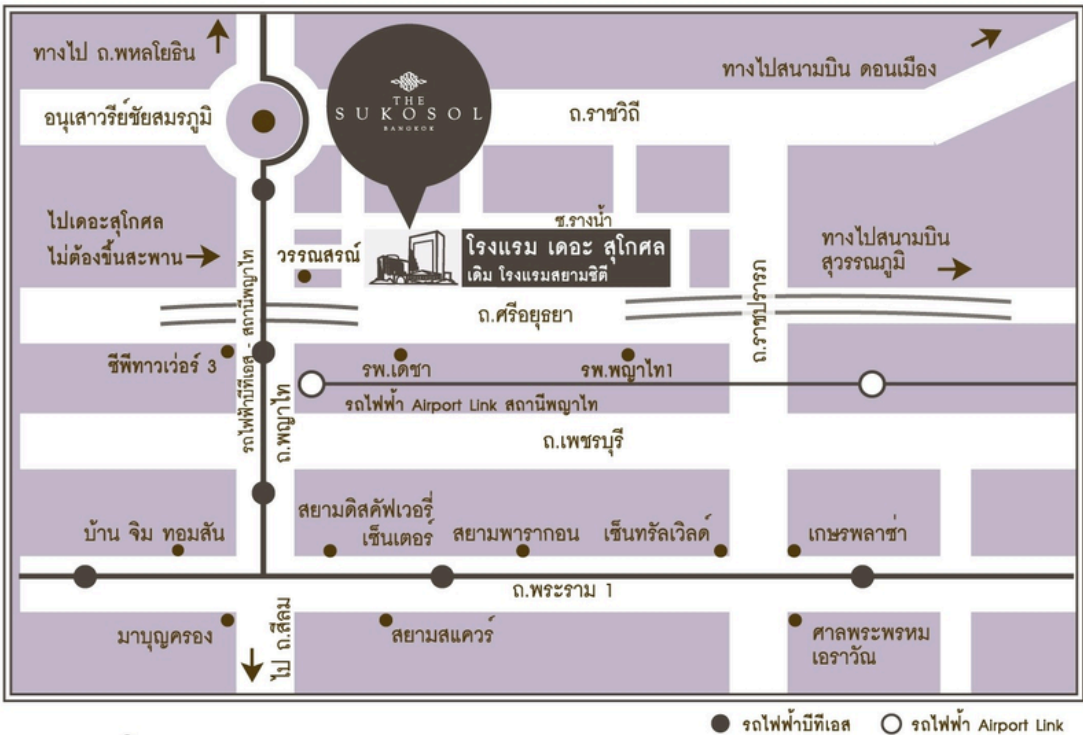 ทางไป ถ.พหลโยธิน
ทางไปสนามบิน ดอนเมือง
THE
SUKOSOL
BANGKOK
อนุเสาวรีย์ชัยสมรภูมิ
ถ.ราชวิถี
ไปเดอะสุโกศล
ไม่ต้องขึ้นสะพาน
วรรณสรณ์
ซ.รางน้ำ
โรงแรม เดอะ สุโกศล
เดิม โรงแรมสยามซิตี
ทางไปสนามบิน
สุวรรณภูมิ
รถไฟฟ้าบีทีเอส - สถานีพญาไท
ถ.ศรีอยุธยา
ถ.ราชปรารภ
ซีพีทาวเว่อร์ 3
รพ.เดชา
รพ.พญาไท1
รถไฟฟ้า Airport Link สถานีพญาไท
ถ.พญาไท
ถ.เพชรบุรี
บ้าน จิม ทอมสัน
สยามดิสคัฟเวอรี่
เซ็นเตอร์
สยามพารากอน
เซ็นทรัลเวิลด์
เกษรพลาซ่า
ถ.พระราม 1
มาบุญครอง
ไป ถ.สีลม
สยามสแควร์
ศาลพระพรหม
เอราวัณ
รถไฟฟ้าบีทีเอส
รถไฟฟ้า Airport Link